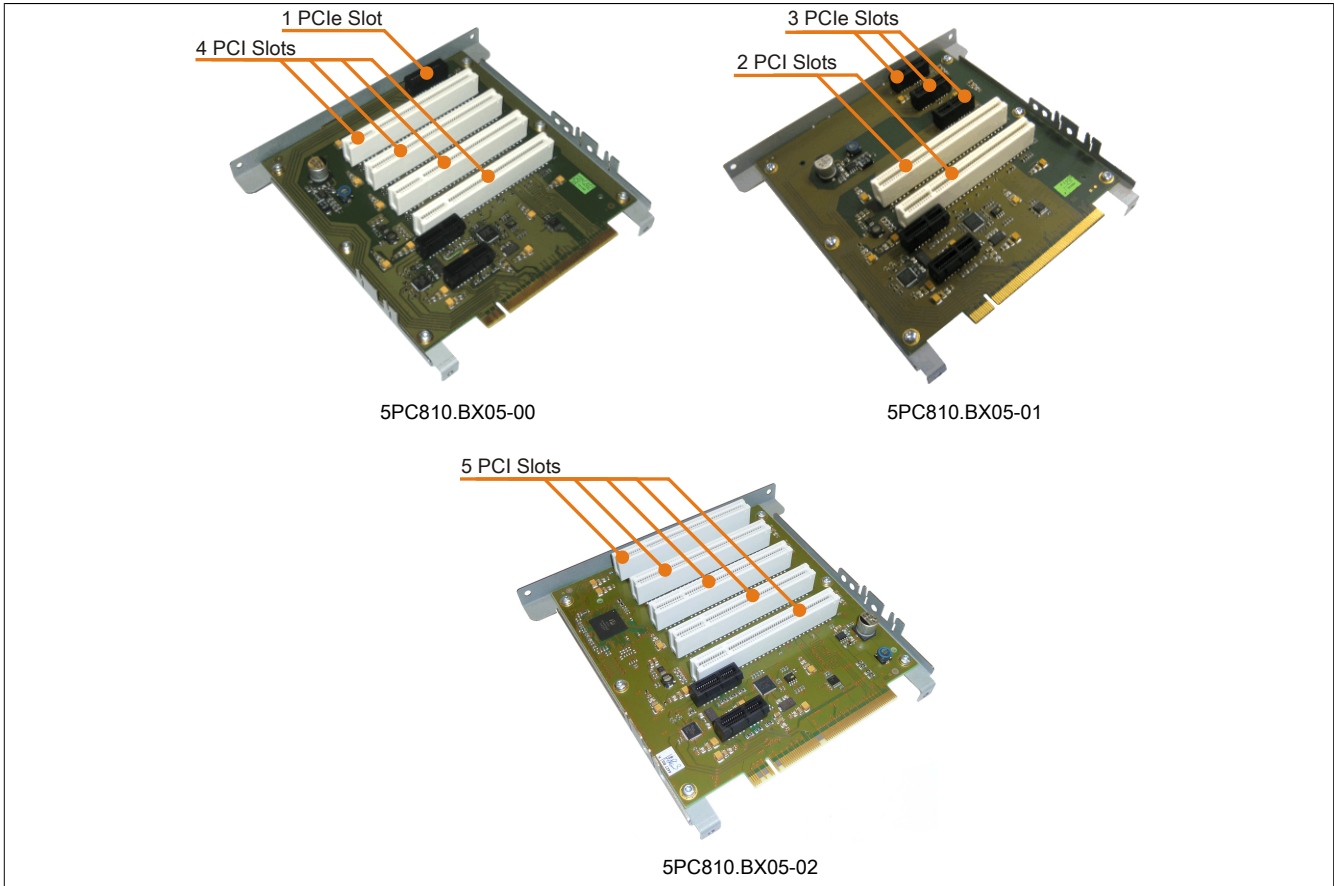 1 PCIe Slot
4 PCI Slots
3 PCIe Slots
2 PCI Slots
5PC810.BX05-00
5PC810.BX05-01
5 PCI Slots
5PC810.BX05-02